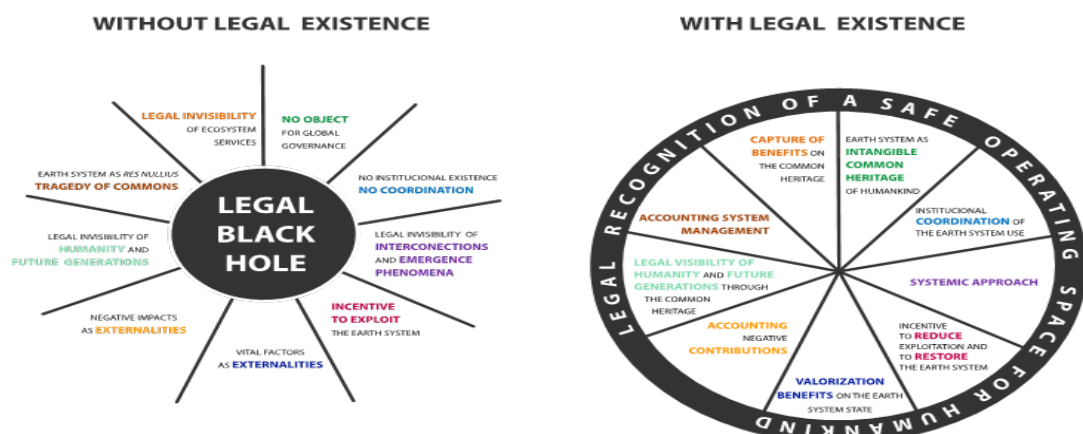 WITHOUT LEGAL EXISTENCE
LEGAL INVISIBILITY
OF ECOSYSTEM
SERVICES
NO OBJECT
FOR GLOBAL
GOVERNANCE
EARTH SYSTEM AS RES NULLIUS
TRAGEDY OF COMMONS
NO INSTITUCIONAL EXISTENCE
NO COORDINATION
LEGAL
BLACK
HOLE
LEGAL INVISIBILITY OF
HUMANITY AND
FUTURE GENERATIONS
LEGAL INVISIBILITY OF
INTERCONECTIONS
AND EMERGENCE
PHENOMENA
NEGATIVE IMPACTS
AS EXTERNALITIES
INCENTIVE
TO EXPLOIT
THE EARTH SYSTEM
VITAL FACTORS
AS EXTERNALITIES
WITH LEGAL EXISTENCE
LEGAL RECOGNITION OF A SAFE OPERATING SPACE FOR HUMANKIND
CAPTURE OF
BENEFITS ON
THE COMMON
HERITAGE
EARTH SYSTEM AS
INTANGIBLE
COMMON
HERITAGE
OF HUMANKIND
ACCOUNTING SYSTEM
MANAGEMENT
INSTITUTIONAL
COORDINATION OF
THE EARTH SYSTEM USE
LEGAL VISIBILITY OF
HUMANITY AND FUTURE
GENERATIONS THROUGH
THE COMMON
HERITAGE
SYSTEMIC APPROACH
ACCOUNTING
NEGATIVE
CONTRIBUTIONS
INCENTIVE
TO REDUCE
EXPLOITATION AND
TO RESTORE
THE EARTH SYSTEM
VALORIZATION
BENEFITS ON THE EARTH
SYSTEM STATE